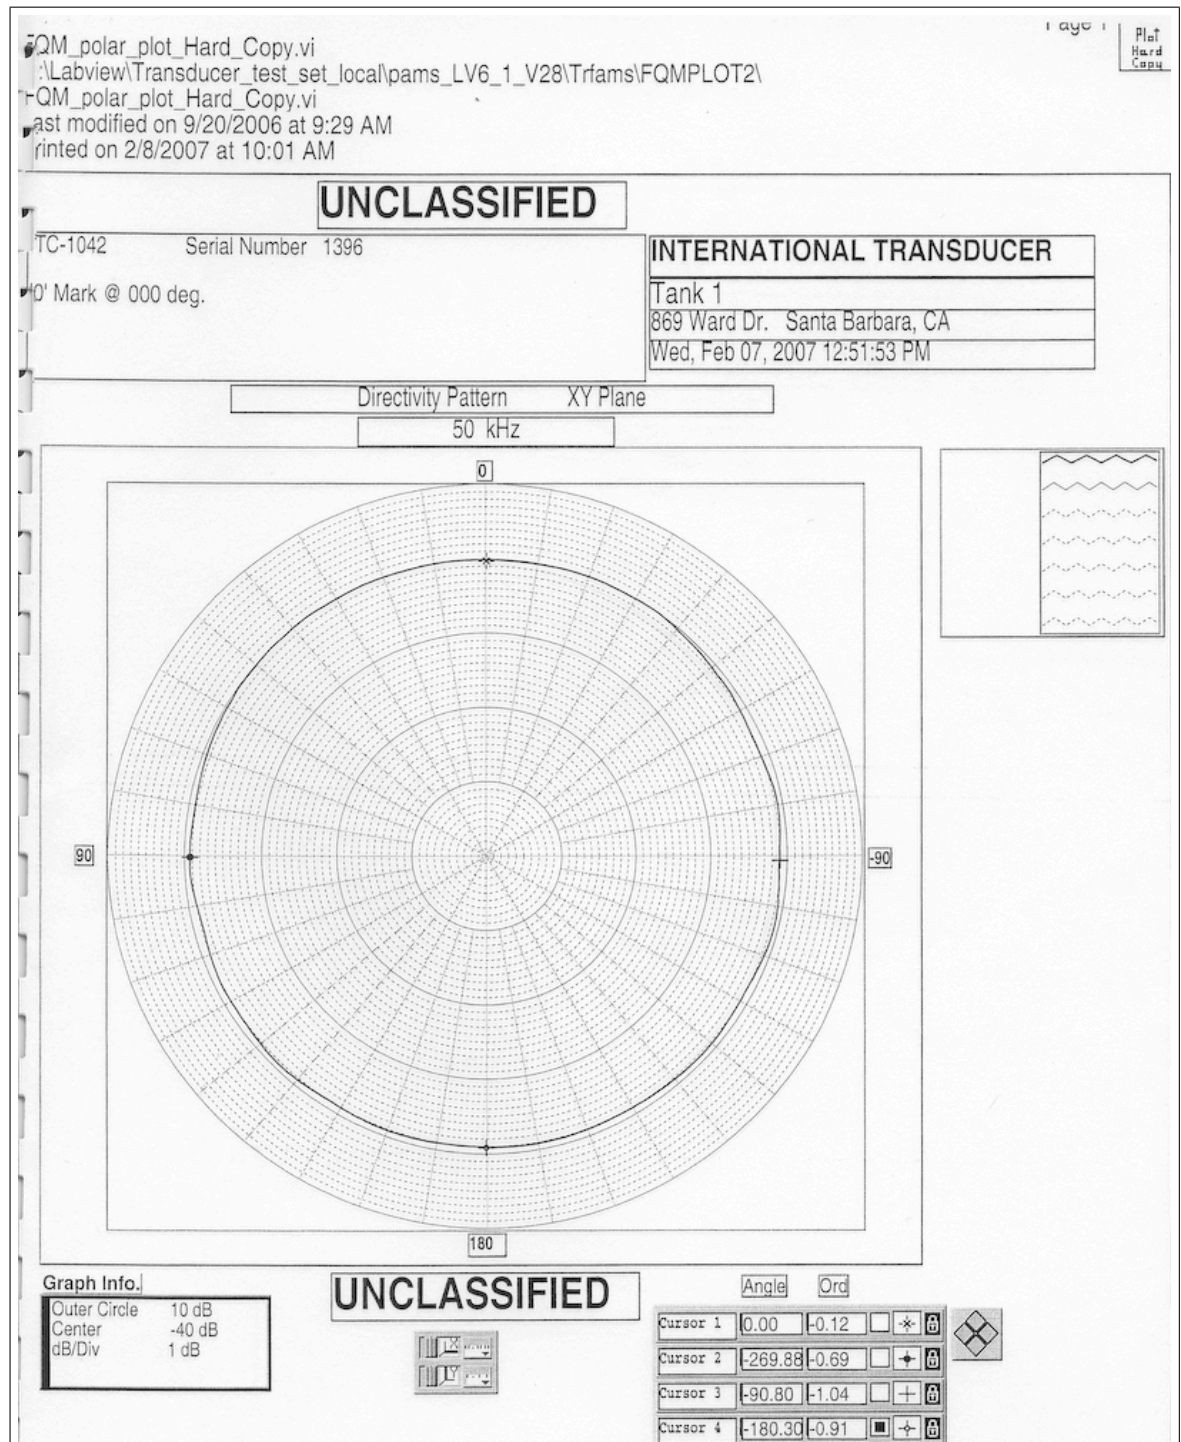 QM_polar_plot_Hard_Copy.vi
:\Labview\Transducer_test_set_local\pams_LV6_1_V28\Trfams\FQMPLOT2\
QM_polar_plot_Hard_Copy.vi
ast modified on 9/20/2006 at 9:29 AM
rinted on 2/8/2007 at 10:01 AM
Page 1
Plot
Hard
Copy
UNCLASSIFIED
TC-1042 Serial Number 1396
0' Mark @ 000 deg.
INTERNATIONAL TRANSDUCER
Tank 1
869 Ward Dr. Santa Barbara, CA
Wed, Feb 07, 2007 12:51:53 PM
Directivity Pattern XY Plane
50 kHz
0
90
-90
180
Graph Info.
Outer Circle 10 dB
Center -40 dB
dB/Div 1 dB
UNCLASSIFIED
Angle Ord
Cursor 1 0.00 -0.12
Cursor 2 -269.88 -0.69
Cursor 3 -90.80 -1.04
Cursor 4 -180.30 -0.91